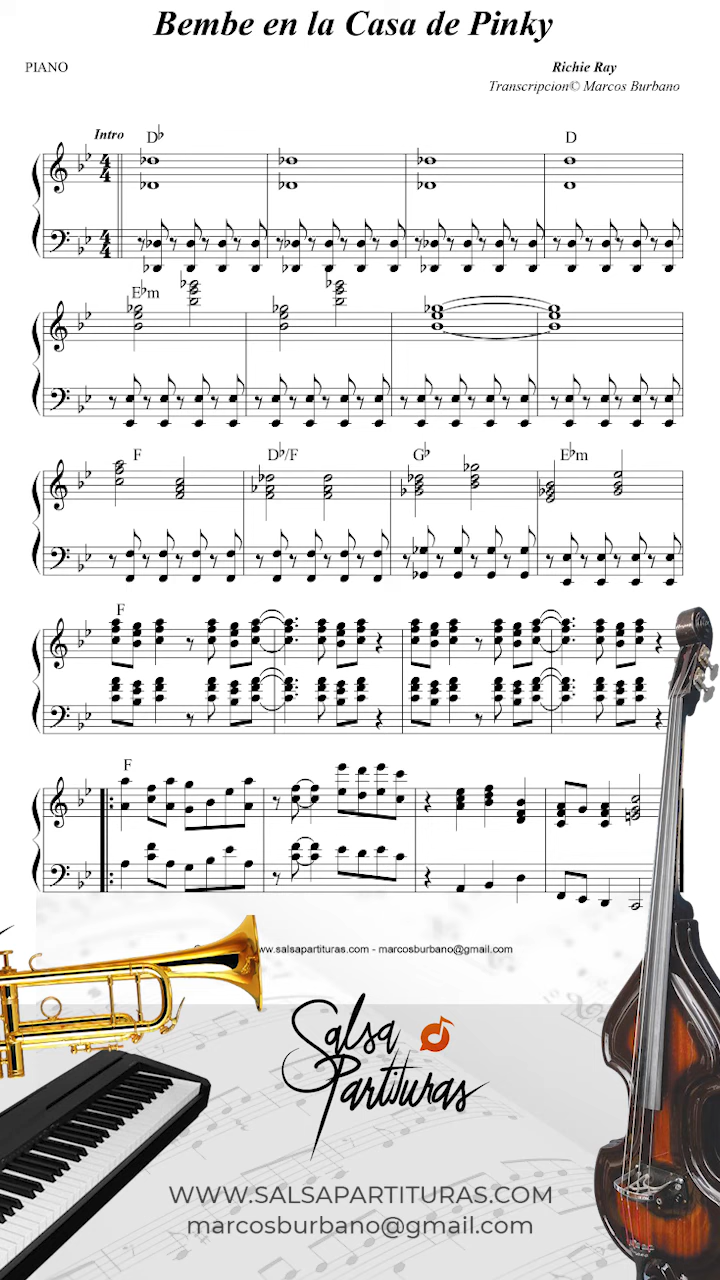 Bembe en la Casa de Pinky
PIANO
Richie Ray
Transcripcion© Marcos Burbano
Intro
D♭
D
E♭m
F
D♭/F
G♭
E♭m
F
F
ww.salsapartituras.com - marcosburbano@gmail.com
Salsa
Partituras
WWW.SALSAPARTITURAS.COM
marcosburbano@gmail.com